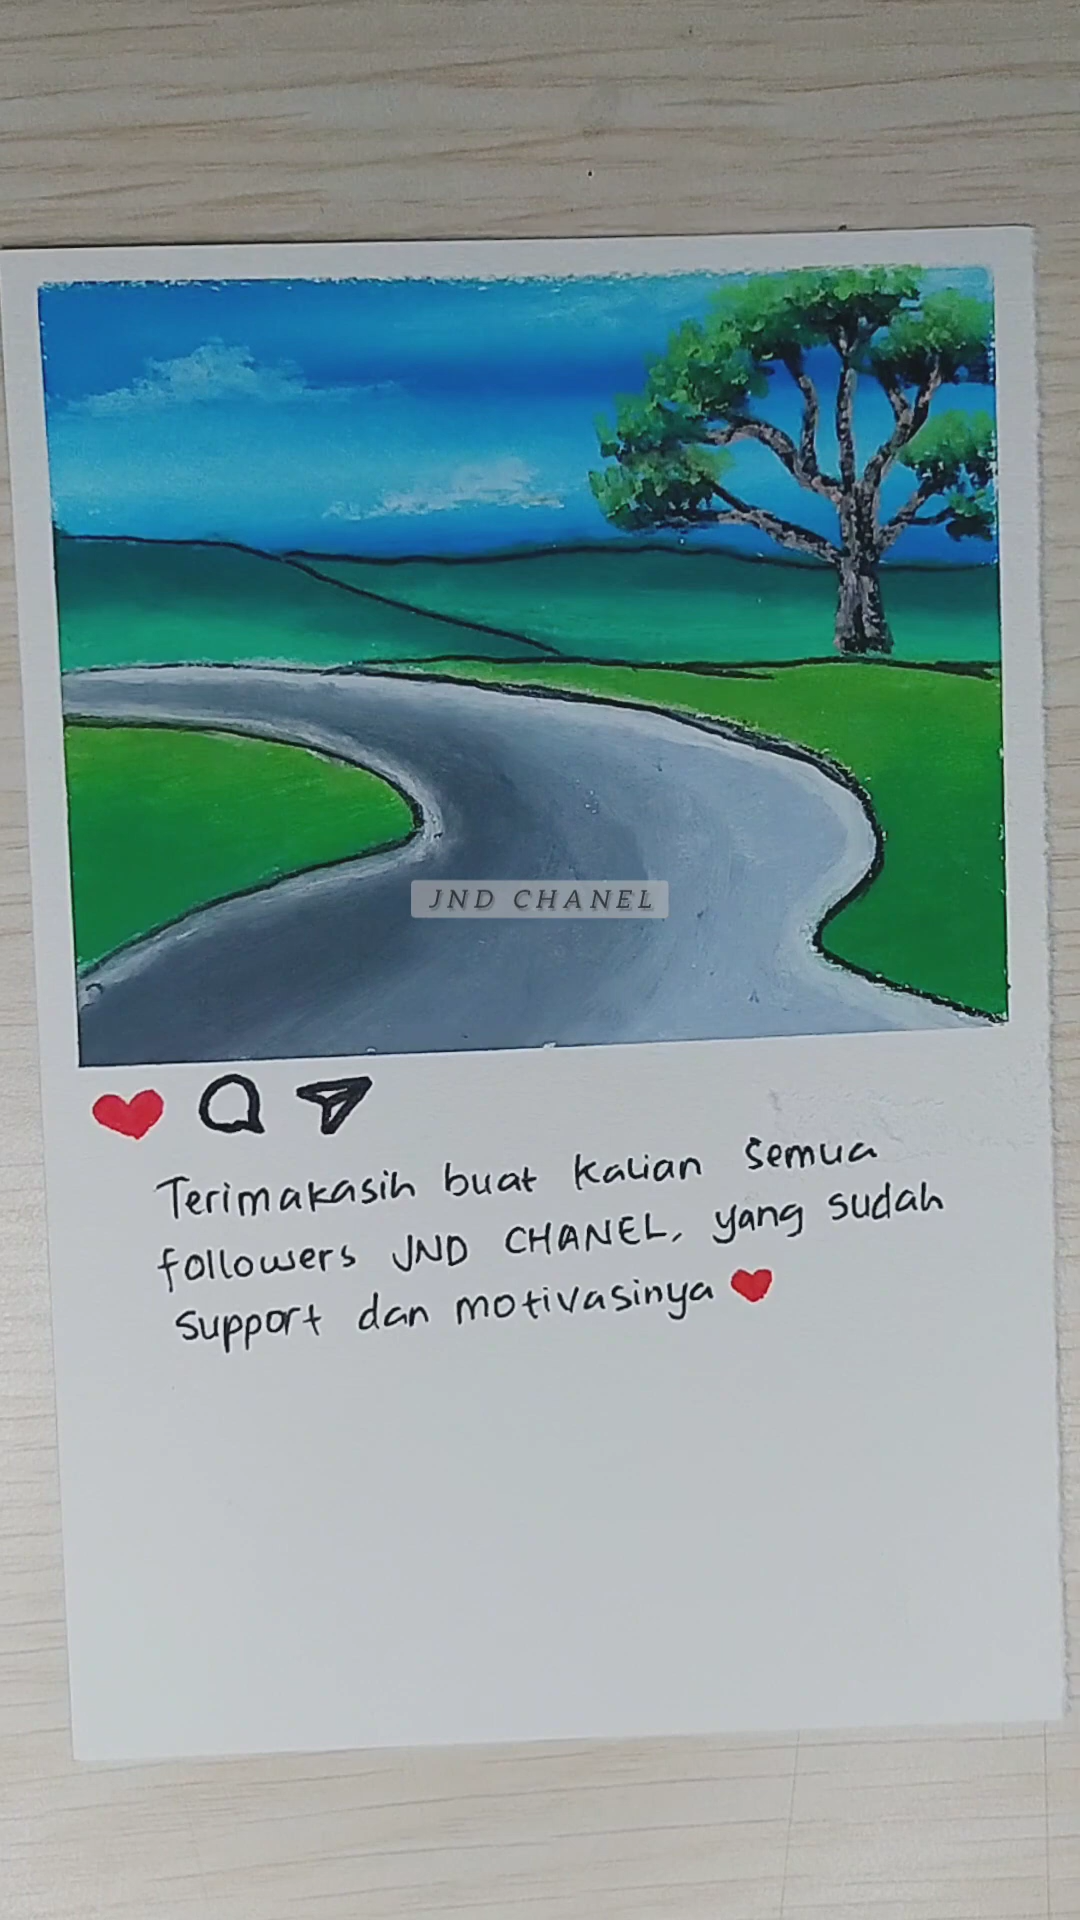 JND CHANEL
Terimakasih buat kalian semua
followers JND CHANEL, yang sudah
support dan motivasinya